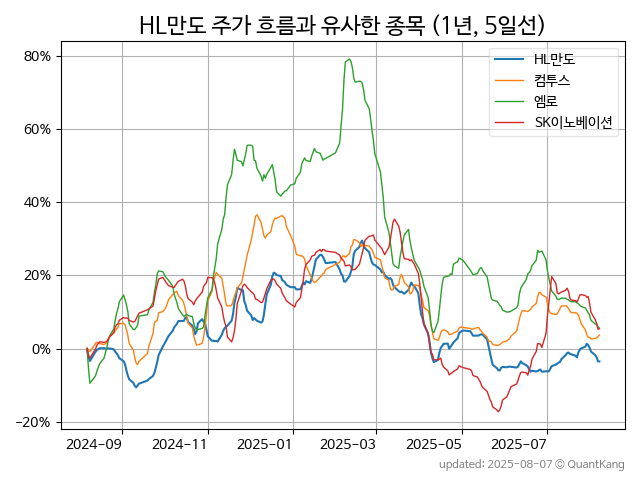 HL만도 주가 흐름과 유사한 종목 (1년, 5일선)
HL만도
컴투스
엠로
SK이노베이션
80%
60%
40%
20%
0%
−20%
2024-09
2024-11
2025-01
2025-03
2025-05
2025-07
updated: 2025-08-07 © QuantKang